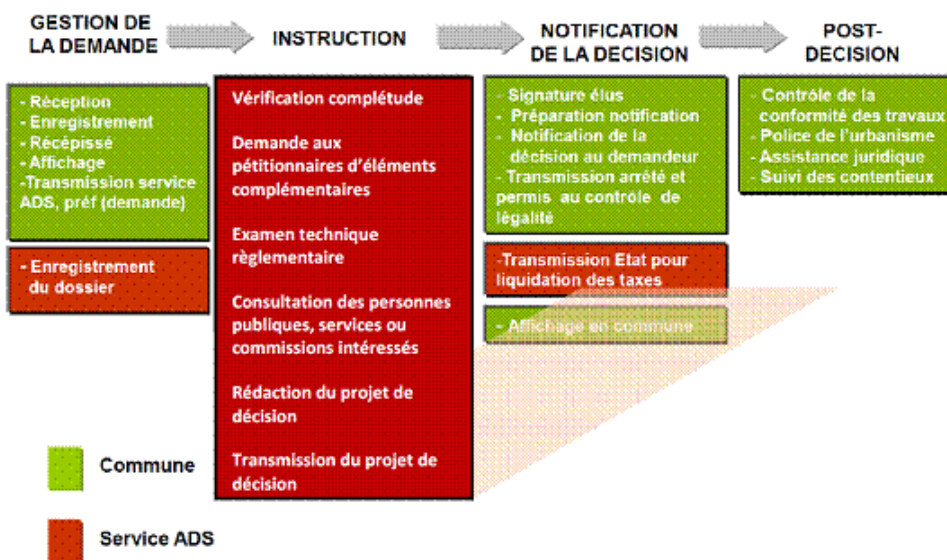 GESTION DE
LA DEMANDE
INSTRUCTION
NOTIFICATION
DE LA DECISION
POST-
DECISION
- Réception
- Enregistrement
- Récépissé
- Affichage
-Transmission service
ADS, préf (demande)
- Enregistrement
du dossier
Vérification complétude
Demande aux
pétitionnaires d'éléments
complémentaires
Examen technique
règlementaire
Consultation des personnes
publiques, services ou
commissions intéressés
Rédaction du projet de
décision
Transmission du projet de
décision
- Signature élus
- Préparation notification
- Notification de la
décision au demandeur
- Transmission arrêté et
permis au contrôle de
légalité
-Transmission Etat pour
liquidation des taxes
- Affichage en commune
- Contrôle de la
conformité des travaux
- Police de l'urbanisme
- Assistance juridique
- Suivi des contentieux
Commune
Service ADS